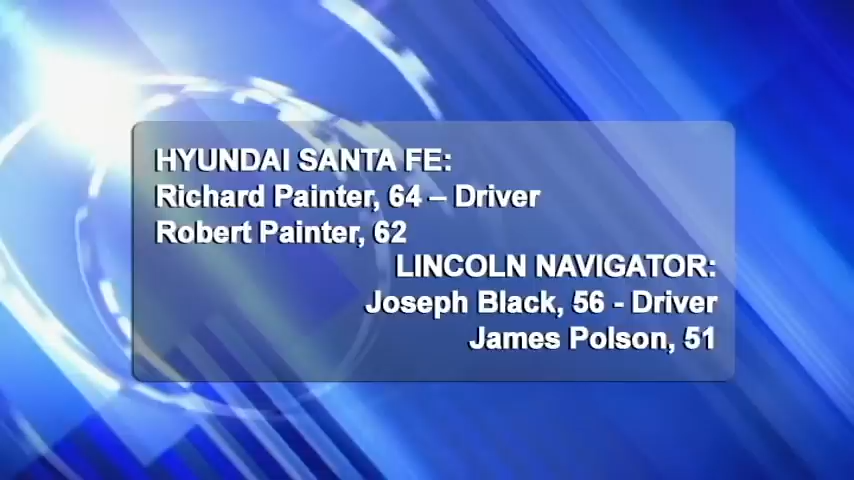 HYUNDAI SANTA FE:
Richard Painter, 64 – Driver
Robert Painter, 62
LINCOLN NAVIGATOR:
Joseph Black, 56 - Driver
James Polson, 51